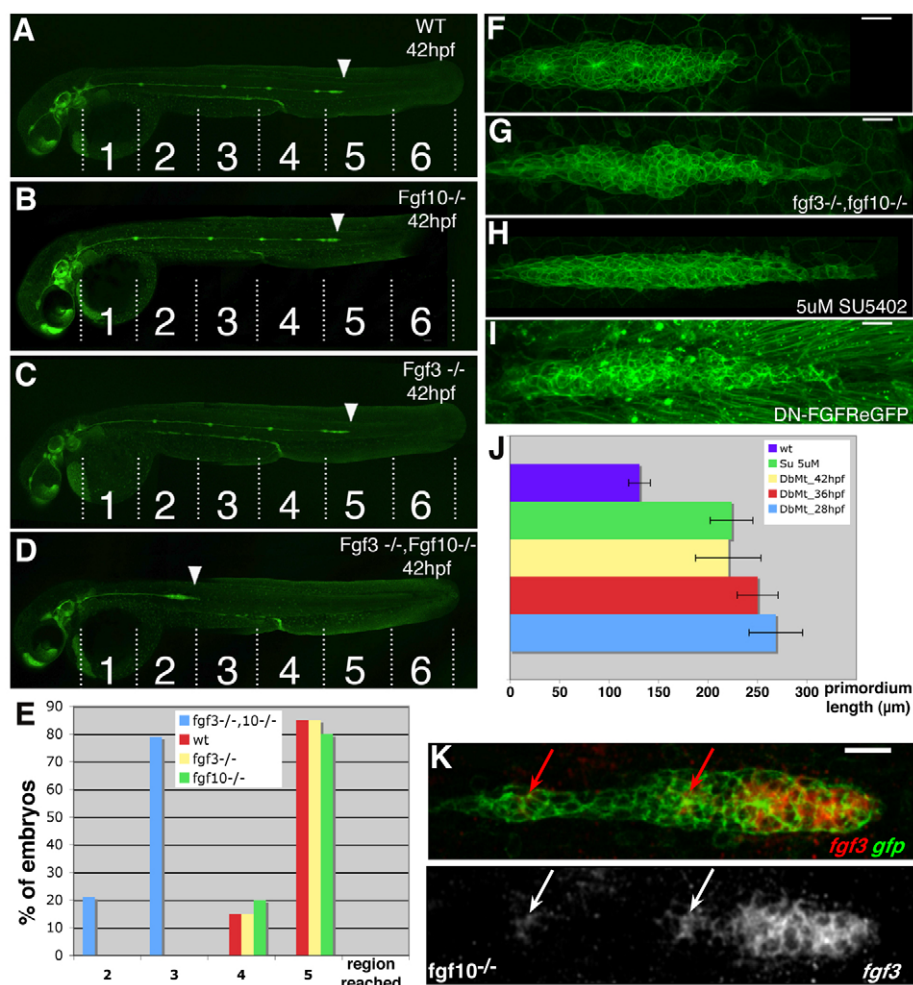 A
WT
42hpf
1 2 3 4 5 6
B
Fgf10-/-
42hpf
1 2 3 4 5 6
C
Fgf3 -/-
42hpf
1 2 3 4 5 6
D
Fgf3 -/-,Fgf10-/-
42hpf
1 2 3 4 5 6
E
90
80
70
60
50
40
30
20
10
0
% of embryos
fgf3-/-,10-/-
wt
fgf3-/-
fgf10-/-
2 3 4 5 region
reached
F
G
fgf3-/-,fgf10-/-
H
5uM SU5402
I
DN-FGFReGFP
J
wt
Su 5uM
DbMt_42hpf
DbMt_36hpf
DbMt_28hpf
0 50 100 150 200 250 300 primordium
length (µm)
K
fgf3 gfp
fgf10-/- fgf3